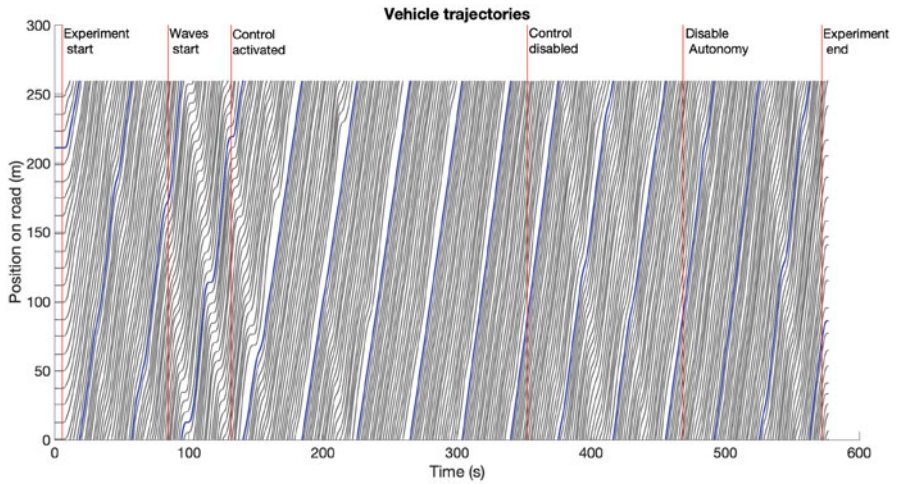 Vehicle trajectories
300
Experiment
start
Waves
start
Control
activated
Control
disabled
Disable
Autonomy
Experiment
end
250
200
150
100
50
0
Position on road (m)
0
100
200
300
400
500
600
Time (s)